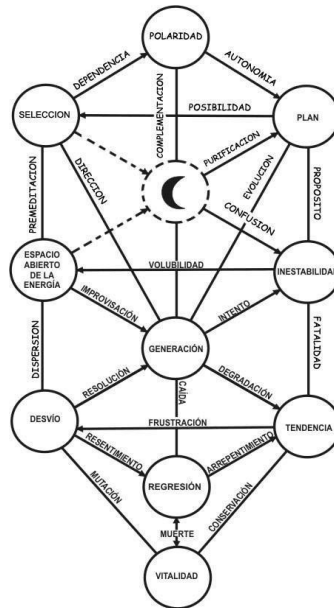 POLARIDAD
DEPENDENCIA
AUTONOMIA
COMPLEMENTACION
POSIBILIDAD
SELECCION
PLAN
PURIFICACION
PREMEDITACION
DIRECCION
EVOLUCION
PROPOSITO
CONFUSION
ESPACIO
ABIERTO
DE LA
ENERGÍA
VOLUBILIDAD
INESTABILIDAD
IMPROVISACIÓN
INTENTO
DISPERSION
GENERACIÓN
FATALIDAD
RESOLUCIÓN
CAÍDA
DEGRADACIÓN
DESVÍO
FRUSTRACIÓN
TENDENCIA
RESENTIMIENTO
ARREPENTIMIENTO
REGRESIÓN
MUTACIÓN
CONSERVACIÓN
MUERTE
VITALIDAD